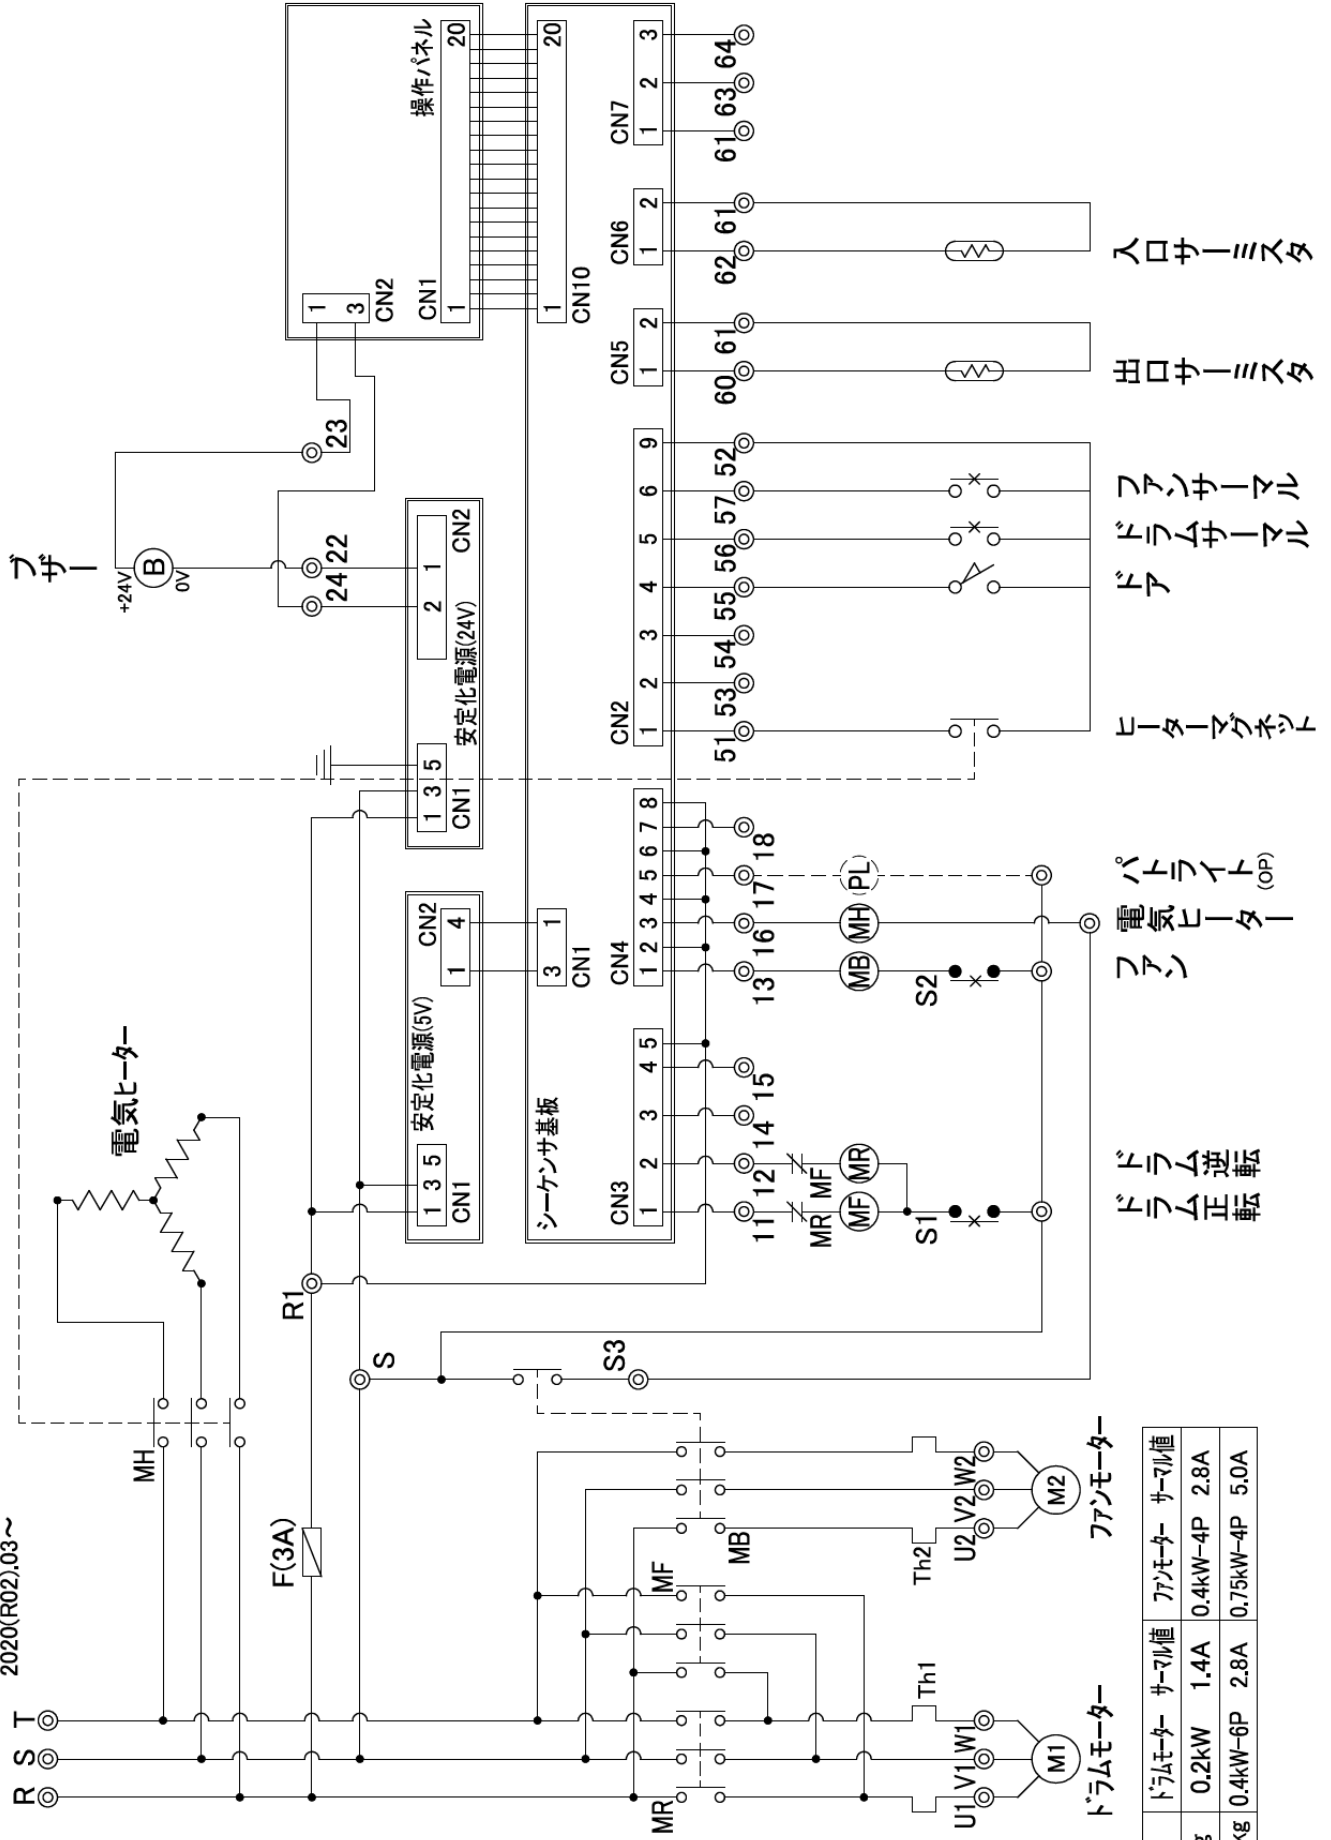 2020(R02).03～
R
S
T
MH
電気ヒーター
ブザー
+24V
B
0V
F(3A)
R1
S
S3
安定化電源(5V)
1 3 5
CN1
CN2
1 4
安定化電源(24V)
1 3 5
CN1
2 1
CN2
24
22
23
操作パネル
1
3
CN2
CN1
1
20
シーケンサ基板
3 1
CN1
1
20
CN10
CN3
1 2 3 4 5
CN4
1 2 3 4 5 6 7 8
CN2
1 2 3 4 5 6 9
CN5
1 2
CN6
1 2
CN7
1 2 3
11
12
14
15
13
16
17
18
51
53
54
55
56
57
52
60
61
62
61
61
63
64
MR
MF
MF
MR
MB
MH
PL
S1
S2
ドラム正転
ドラム逆転
ファン
電気ヒーター
パトライト(OP)
ヒーターマグネット
ドア
ドラムサーマル
ファンサーマル
出口サーミスタ
入口サーミスタ
MR
MF
MB
Th1
Th2
U1 V1 W1
U2 V2 W2
M1
M2
ドラムモーター
ファンモーター
ドラムモーター サーマル値 ファンモーター サーマル値
0.2kW 1.4A 0.4kW-4P 2.8A
kg 0.4kW-6P 2.8A 0.75kW-4P 5.0A